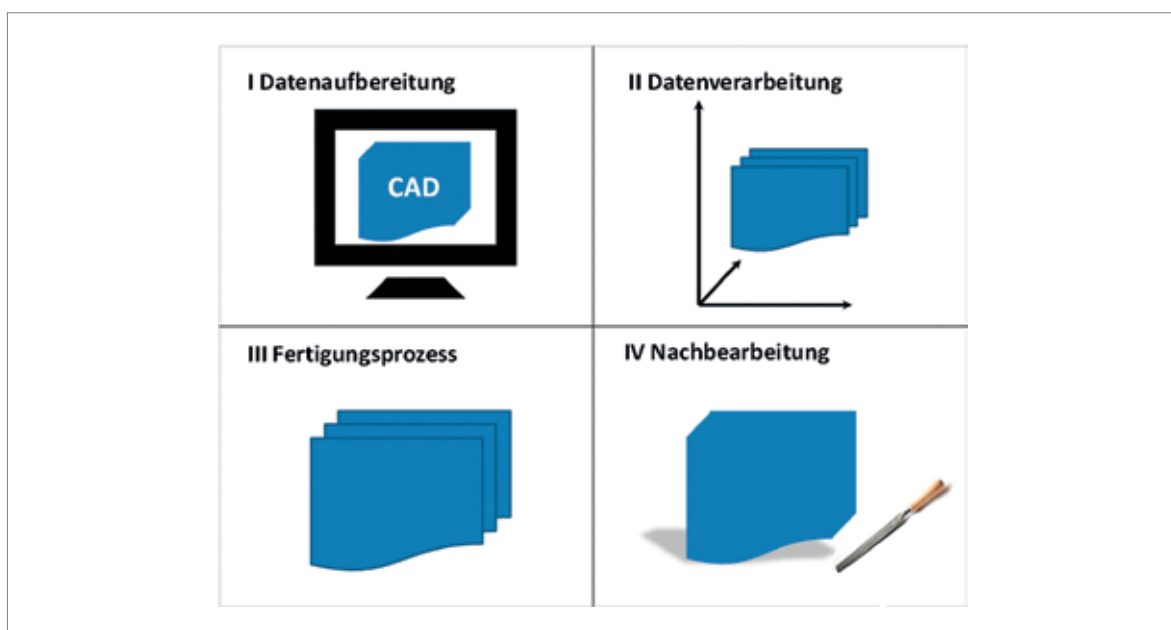 I Datenaufbereitung
CAD
II Datenverarbeitung
III Fertigungsprozess
IV Nachbearbeitung